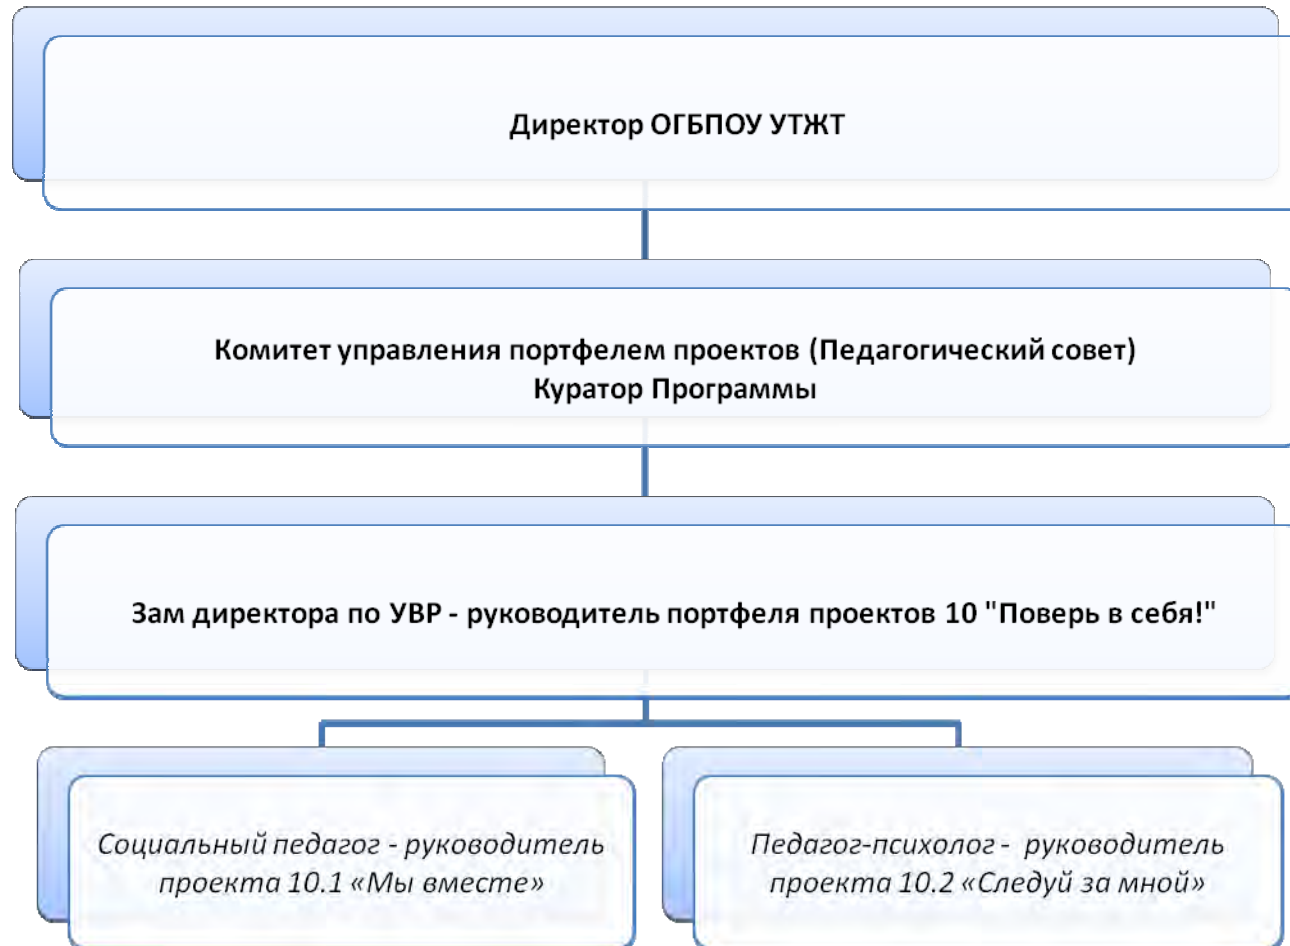 Директор ОГБПОУ УТЖТ
Комитет управления портфелем проектов (Педагогический совет)
Куратор Программы
Зам директора по УВР - руководитель портфеля проектов 10 "Поверь в себя!"
Социальный педагог - руководитель
проекта 10.1 «Мы вместе»
Педагог-психолог - руководитель
проекта 10.2 «Следуй за мной»